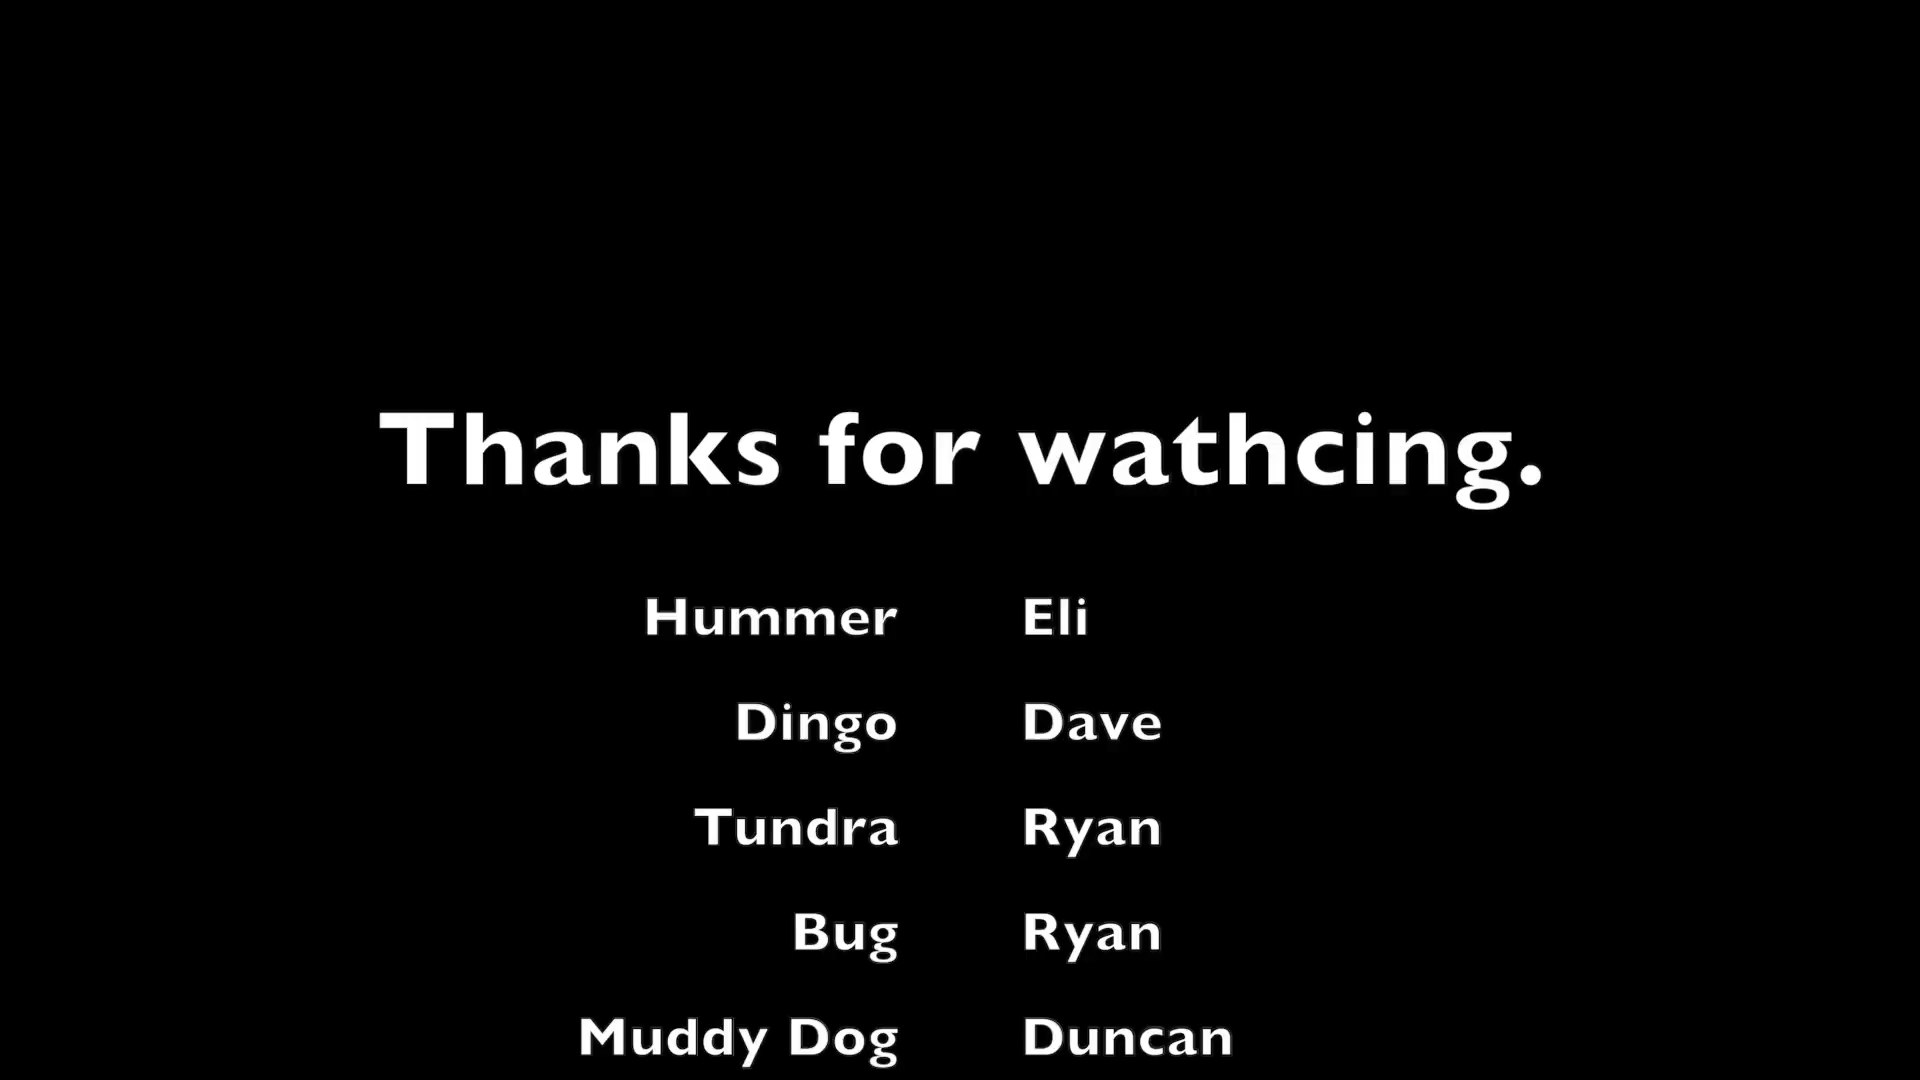 Thanks for wathcing.
Hummer Eli
Dingo Dave
Tundra Ryan
Bug Ryan
Muddy Dog Duncan